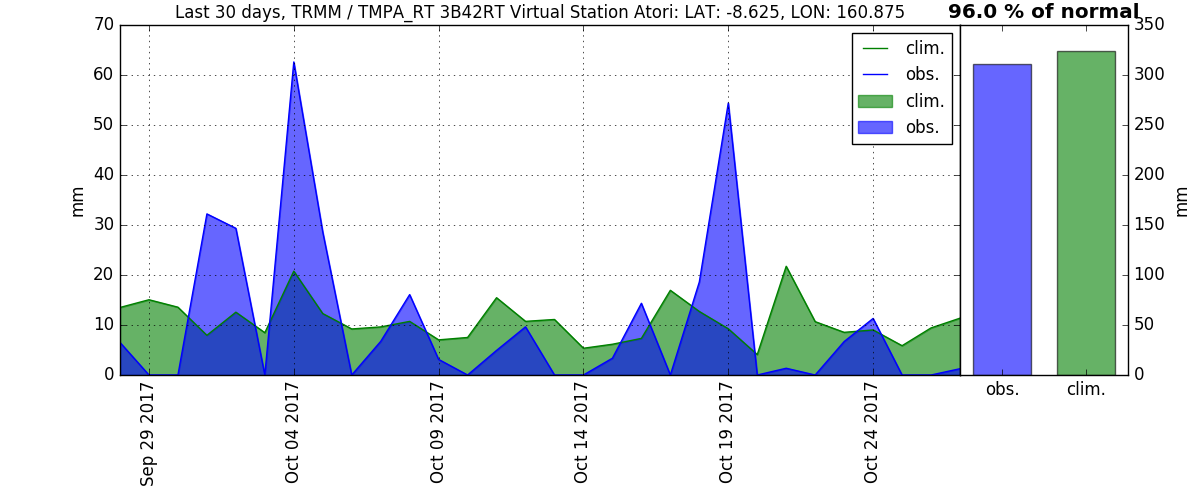 Last 30 days, TRMM / TMPA_RT 3B42RT Virtual Station Atori: LAT: -8.625, LON: 160.875
96.0 % of normal
70
60
50
40
30
20
10
0
mm
clim.
obs.
clim.
obs.
Sep 29 2017
Oct 04 2017
Oct 09 2017
Oct 14 2017
Oct 19 2017
Oct 24 2017
350
300
250
200
150
100
50
0
mm
obs.
clim.